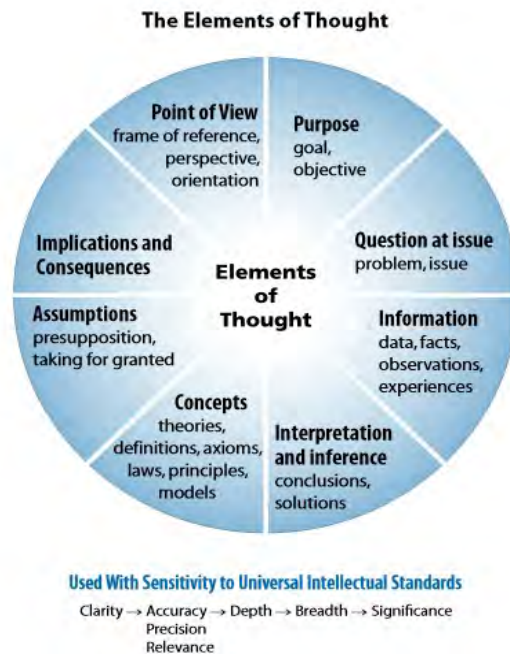 The Elements of Thought
Point of View
frame of reference,
perspective,
orientation
Purpose
goal,
objective
Question at issue
problem, issue
Information
data, facts,
observations,
experiences
Interpretation
and inference
conclusions,
solutions
Concepts
theories,
definitions, axioms,
laws, principles,
models
Assumptions
presupposition,
taking for granted
Implications and
Consequences
Elements
of
Thought
Used With Sensitivity to Universal Intellectual Standards
Clarity → Accuracy → Depth → Breadth → Significance
Precision
Relevance